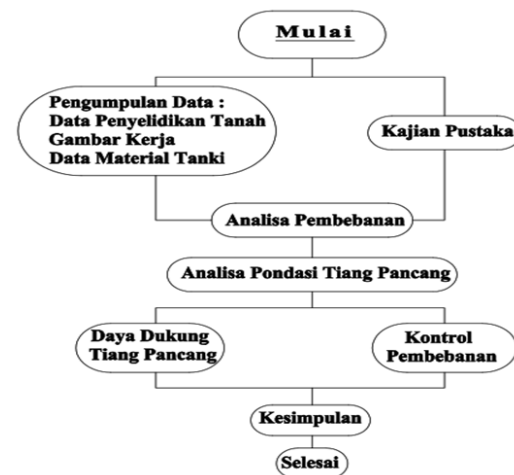 Mulai
Pengumpulan Data :
Data Penyelidikan Tanah
Gambar Kerja
Data Material Tanki
Kajian Pustaka
Analisa Pembebanan
Analisa Pondasi Tiang Pancang
Daya Dukung
Tiang Pancang
Kontrol
Pembebanan
Kesimpulan
Selesai